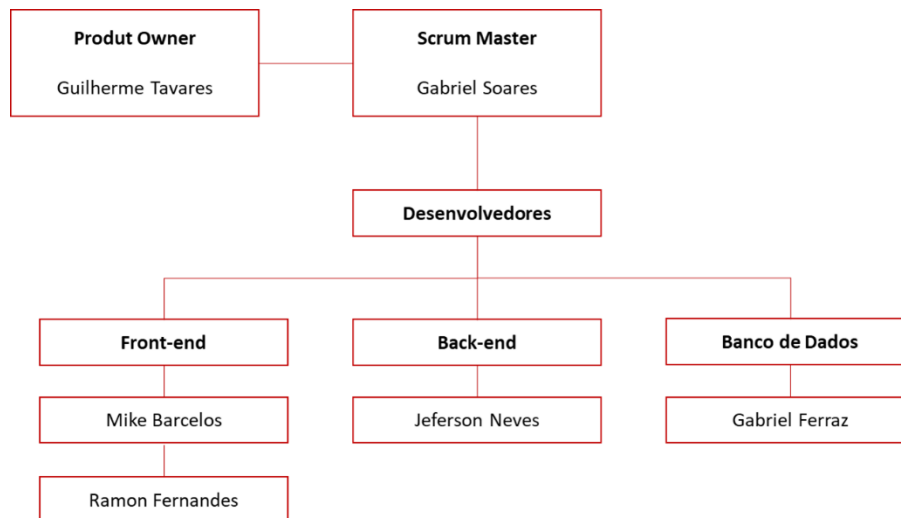 Produt Owner
Guilherme Tavares
Scrum Master
Gabriel Soares
Desenvolvedores
Front-end
Back-end
Banco de Dados
Mike Barcelos
Jeferson Neves
Gabriel Ferraz
Ramon Fernandes